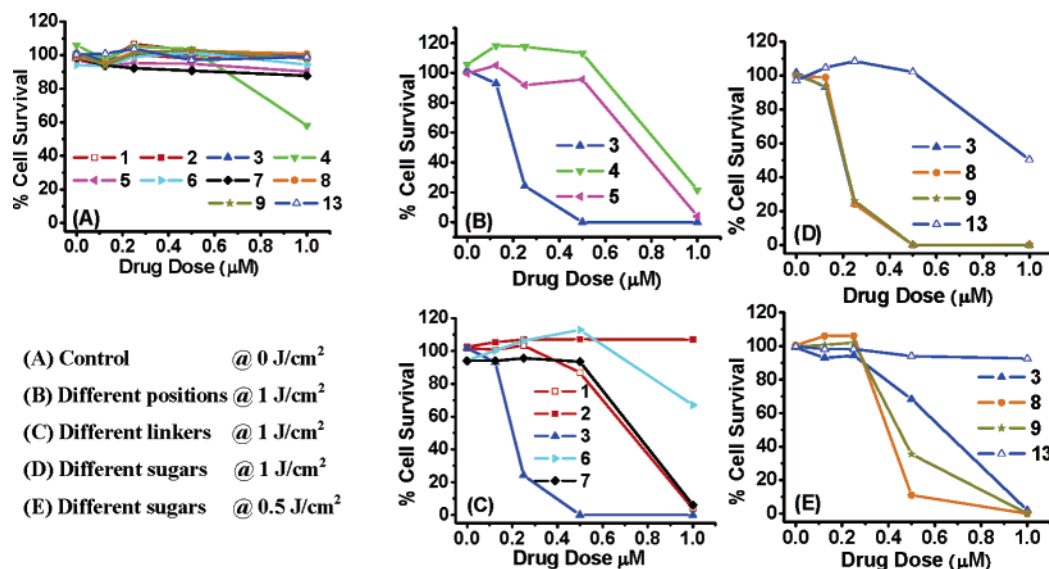 120
100
80
60
40
20
0
% Cell Survival
1 2 3 4
5 6 7 8
9 13
(A)
0.0 0.2 0.4 0.6 0.8 1.0
Drug Dose (μM)
120
100
80
60
40
20
0
% Cell Survival
3
4
5
(B)
0.0 0.2 0.4 0.6 0.8 1.0
Drug Dose (μM)
120
100
80
60
40
20
0
% Cell Survival
3
8
9
13
(D)
0.0 0.2 0.4 0.6 0.8 1.0
Drug Dose (μM)
(A) Control @ 0 J/cm²
(B) Different positions @ 1 J/cm²
(C) Different linkers @ 1 J/cm²
(D) Different sugars @ 1 J/cm²
(E) Different sugars @ 0.5 J/cm²
120
100
80
60
40
20
0
% Cell Survival
1
2
3
6
7
(C)
0.0 0.2 0.4 0.6 0.8 1.0
Drug Dose μM
120
100
80
60
40
20
0
% Cell Survival
3
8
9
13
(E)
0.0 0.2 0.4 0.6 0.8 1.0
Drug Dose (μM)